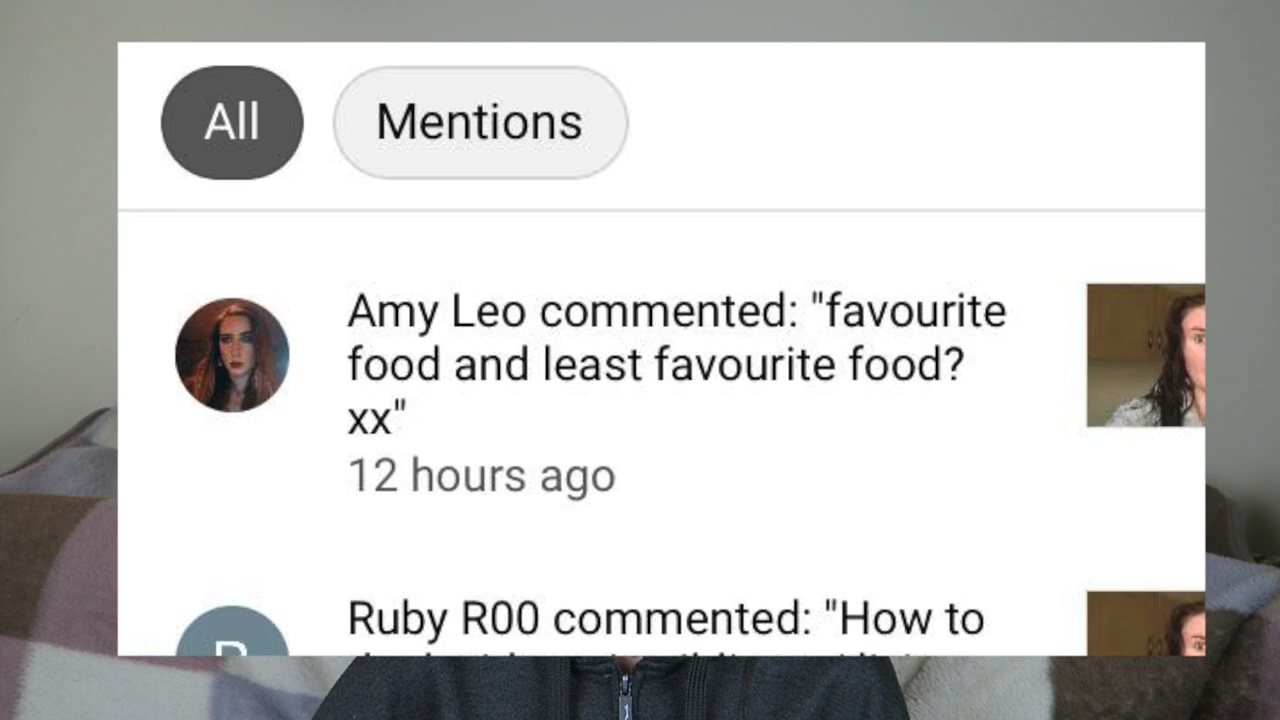 All
Mentions
Amy Leo commented: "favourite
food and least favourite food?
xx"
12 hours ago
Ruby R00 commented: "How to